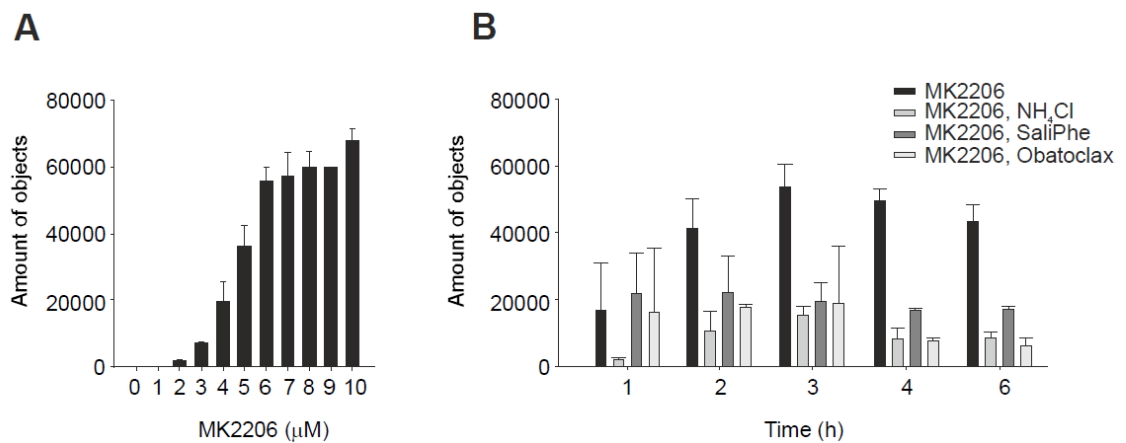 A
B
Amount of objects
80000
60000
40000
20000
0
0 1 2 3 4 5 6 7 8 9 10
MK2206 (μM)
Amount of objects
80000
60000
40000
20000
0
MK2206
MK2206, NH₄Cl
MK2206, SaliPhe
MK2206, Obatoclax
1 2 3 4 6
Time (h)